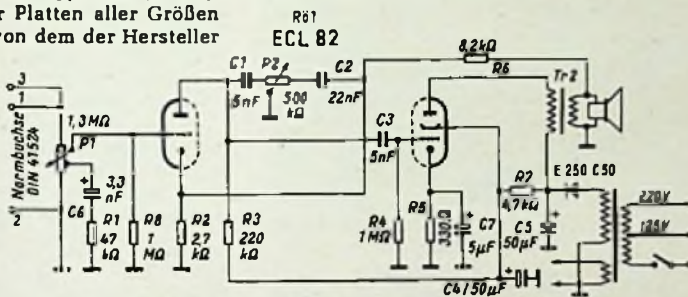 r Platten aller Größen
von dem der Hersteller
Rö1
ECL 82
C1
5nF
P2
500
kΩ
C2
22nF
8,2kΩ
R6
Tr2
3
1
Normbuchse
DIN 41524
2
1,3MΩ
P1
3,3
nF
C6
R1
47
kΩ
R8
1
MΩ
R2
2,7
kΩ
R3
220
kΩ
C3
5nF
R4
1MΩ
R5
330Ω
C7
5µF
R7
4,7kΩ
C5
50µF
E 250 C50
220V
125V
C4/50µF